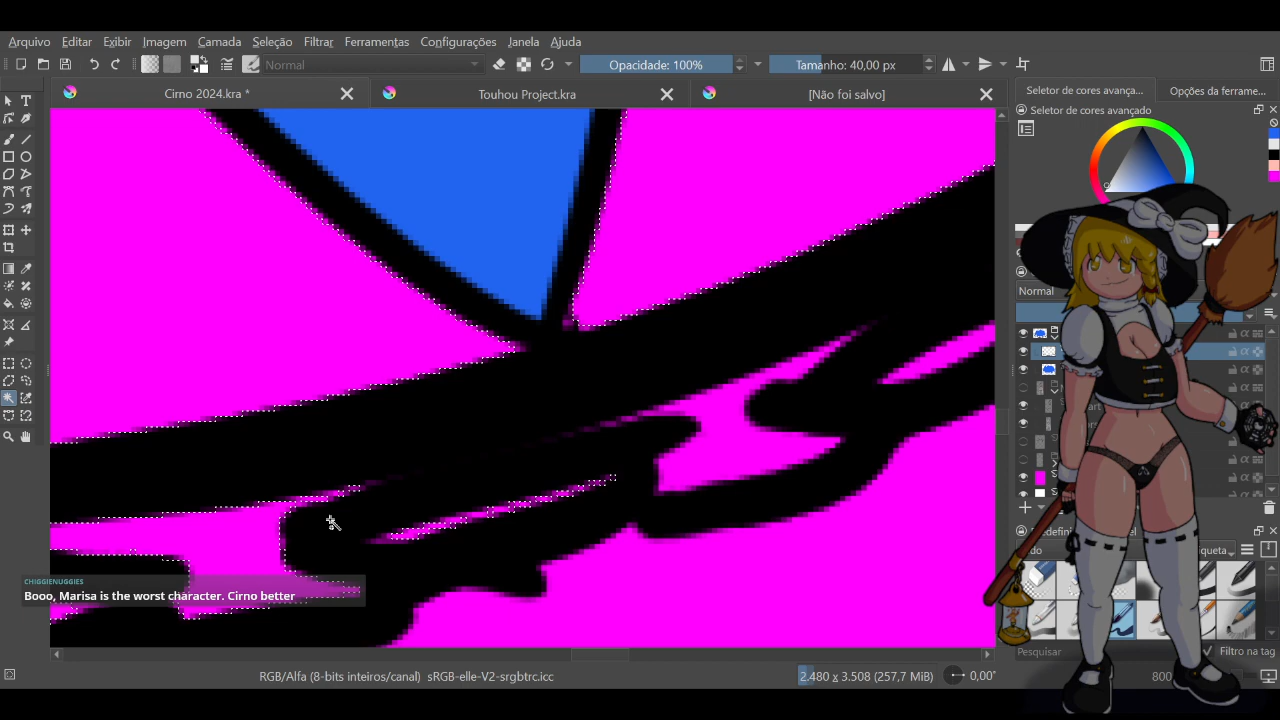 Arquivo Editar Exibir Imagem Camada Seleção Filtrar Ferramentas Configurações Janela Ajuda
Normal Opacidade: 100% Tamanho: 40,00 px
Cirno 2024.kra * Touhou Project.kra [Não foi salvo]
Seletor de cores avança... Opções da ferrame...
Seletor de cores avançado
Normal
CHIGGIENUGGIES
Booo, Marisa is the worst character. Cirno better
Pesquisar Filtro na tag
RGB/Alfa (8-bits inteiros/canal) sRGB-elle-V2-srgbtrc.icc 2.480 x 3.508 (257,7 MiB) 0,00° 800